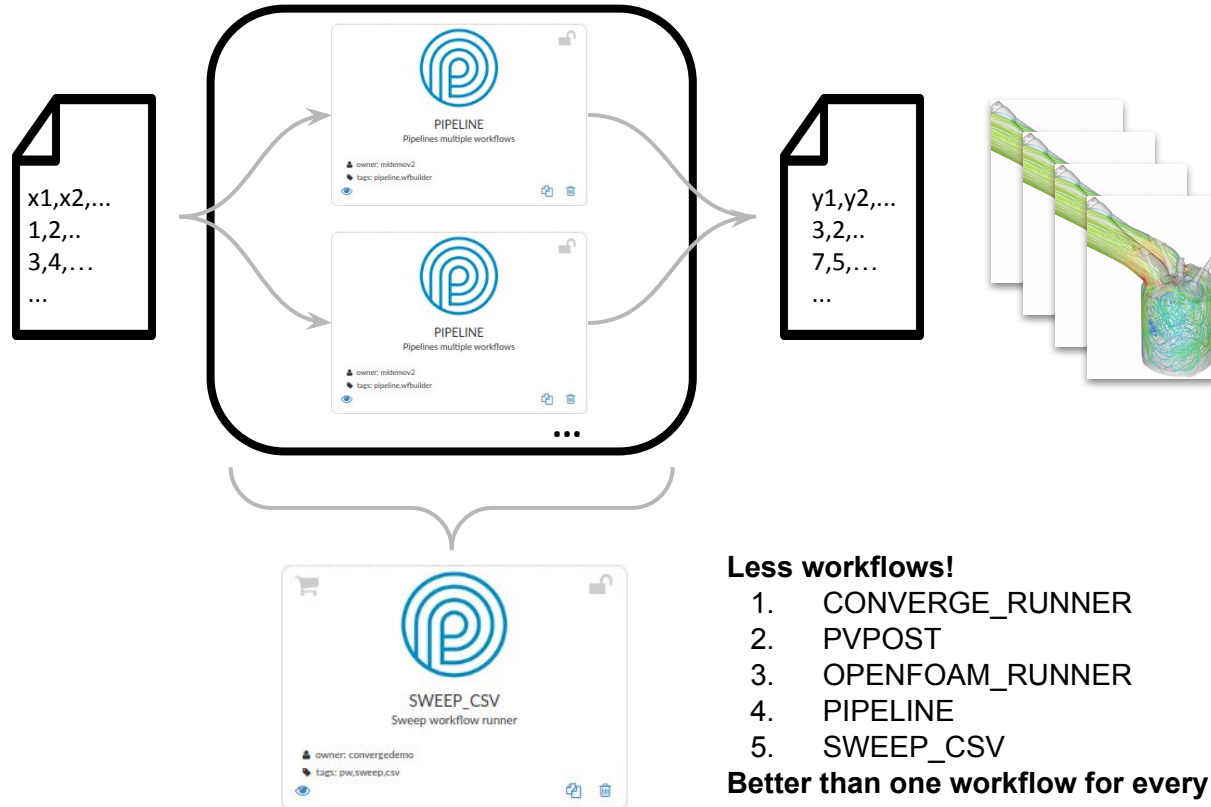 x1,x2,...
1,2,..
3,4,...
...
PIPELINE
Pipelines multiple workflows
owner: mldemov2
tags: pipeline,wfbuilder
PIPELINE
Pipelines multiple workflows
owner: mldemov2
tags: pipeline,wfbuilder
...
y1,y2,...
3,2,..
7,5,...
...
SWEEP_CSV
Sweep workflow runner
owner: convergedemo
tags: pw,sweep,csv
Less workflows!
1. CONVERGE_RUNNER
2. PVPOST
3. OPENFOAM_RUNNER
4. PIPELINE
5. SWEEP_CSV
Better than one workflow for every